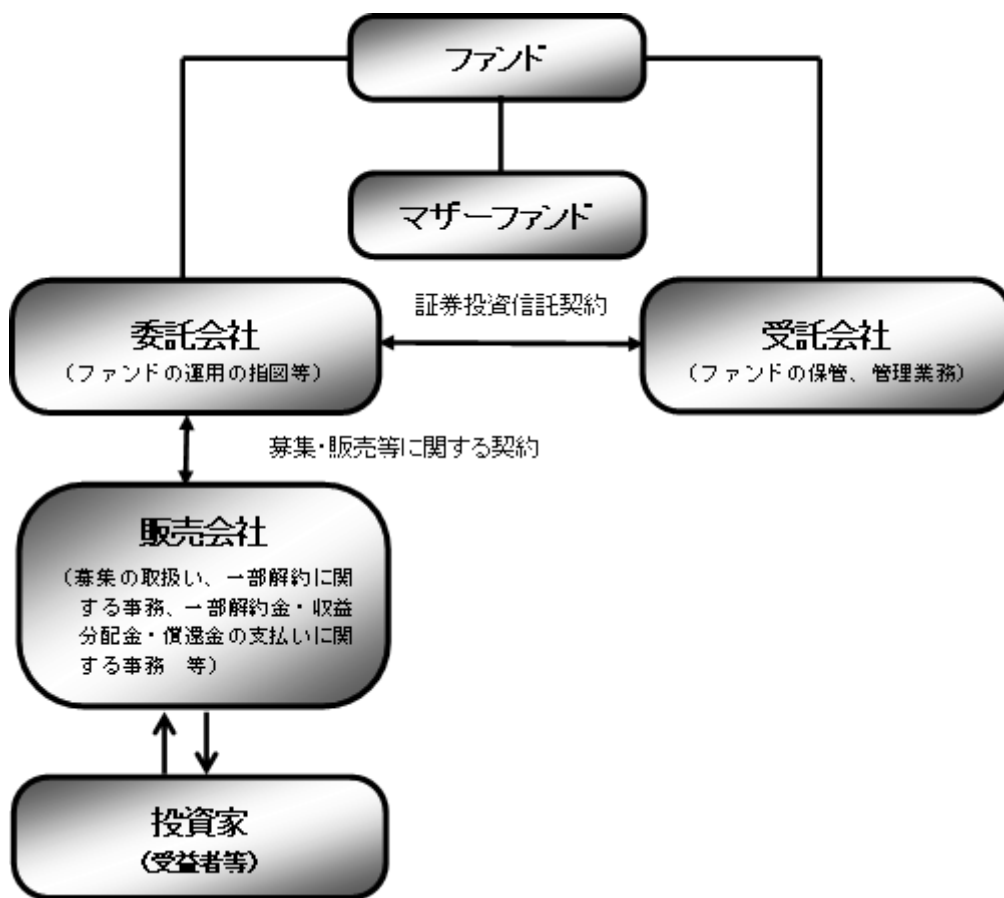 ファンド
マザーファンド
証券投資信託契約
委託会社
(ファンドの運用の指図等)
受託会社
(ファンドの保管、管理業務)
募集・販売等に関する契約
販売会社
(募集の取扱い、一部解約に関
する事務、一部解約金・収益
分配金・償還金の支払いに関
する事務　等)
投資家
(受益者等)